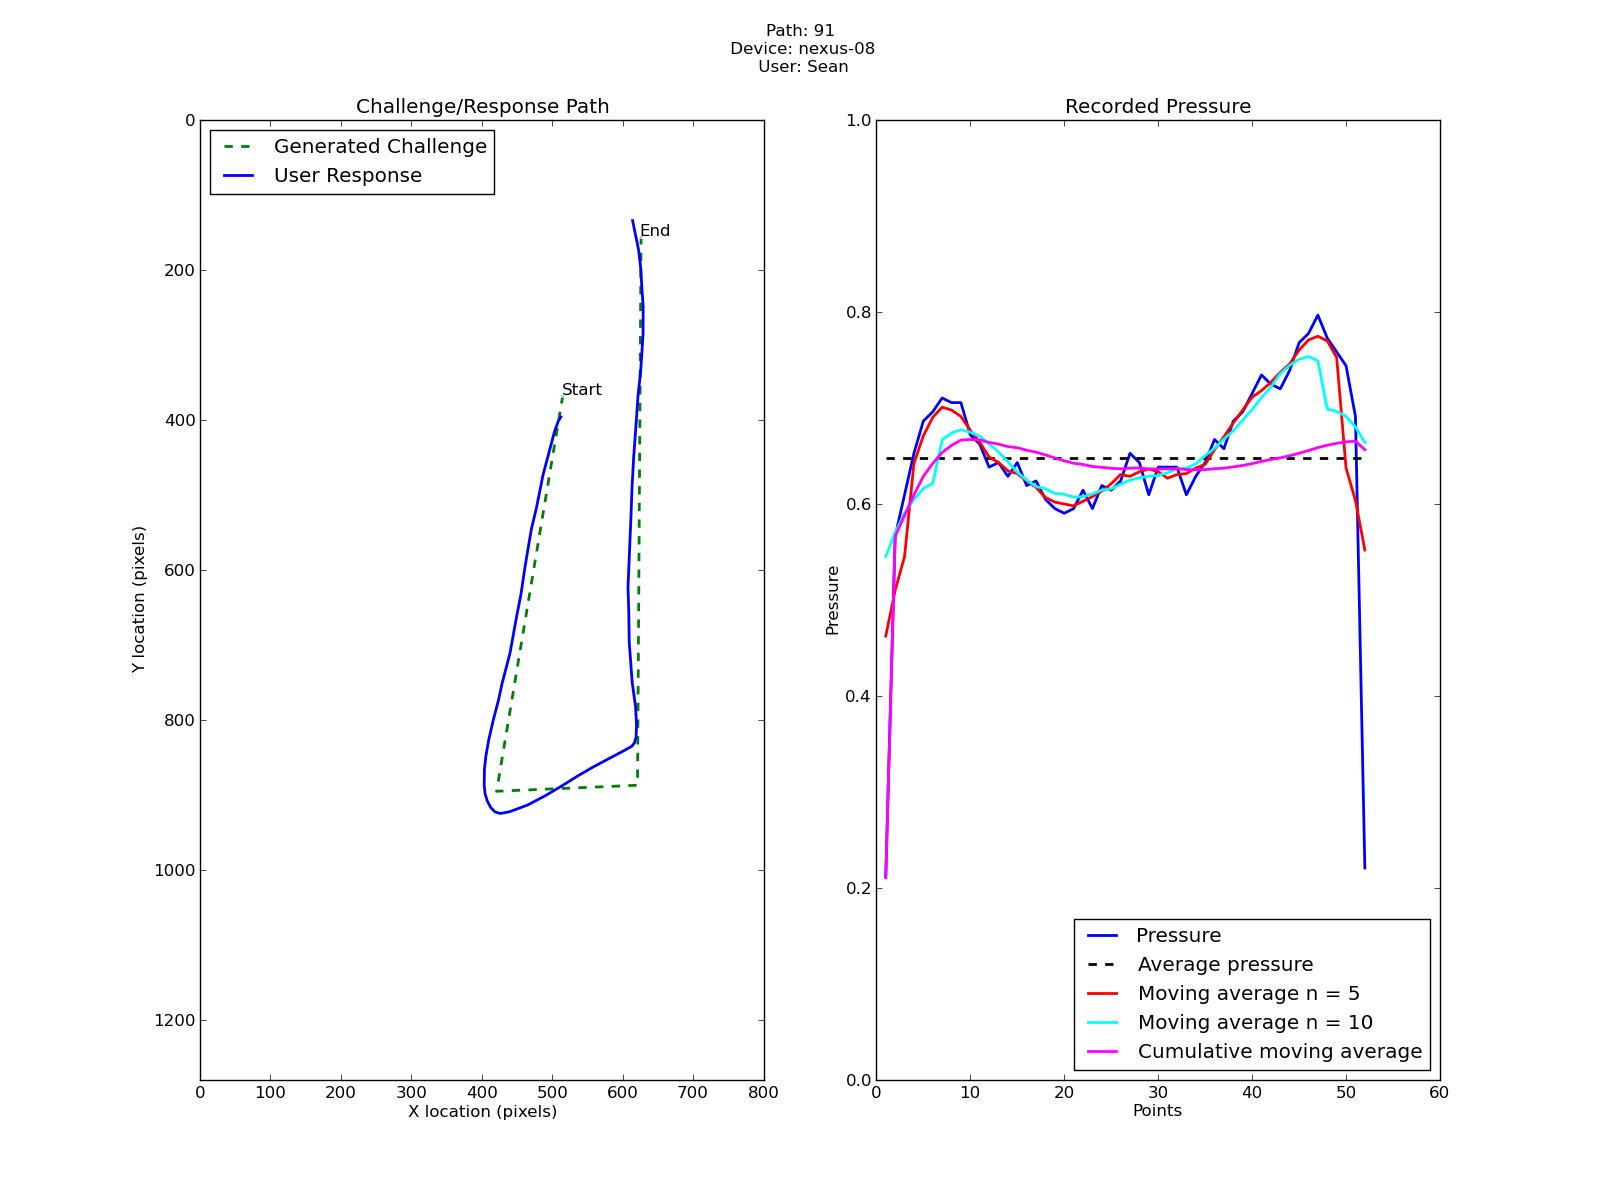 Path: 91
Device: nexus-08
User: Sean
Challenge/Response Path
Generated Challenge
User Response
End
Start
0
200
400
600
800
1000
1200
Y location (pixels)
0 100 200 300 400 500 600 700 800
X location (pixels)
Recorded Pressure
1.0
0.8
0.6
0.4
0.2
0.0
Pressure
Pressure
Average pressure
Moving average n = 5
Moving average n = 10
Cumulative moving average
0 10 20 30 40 50 60
Points